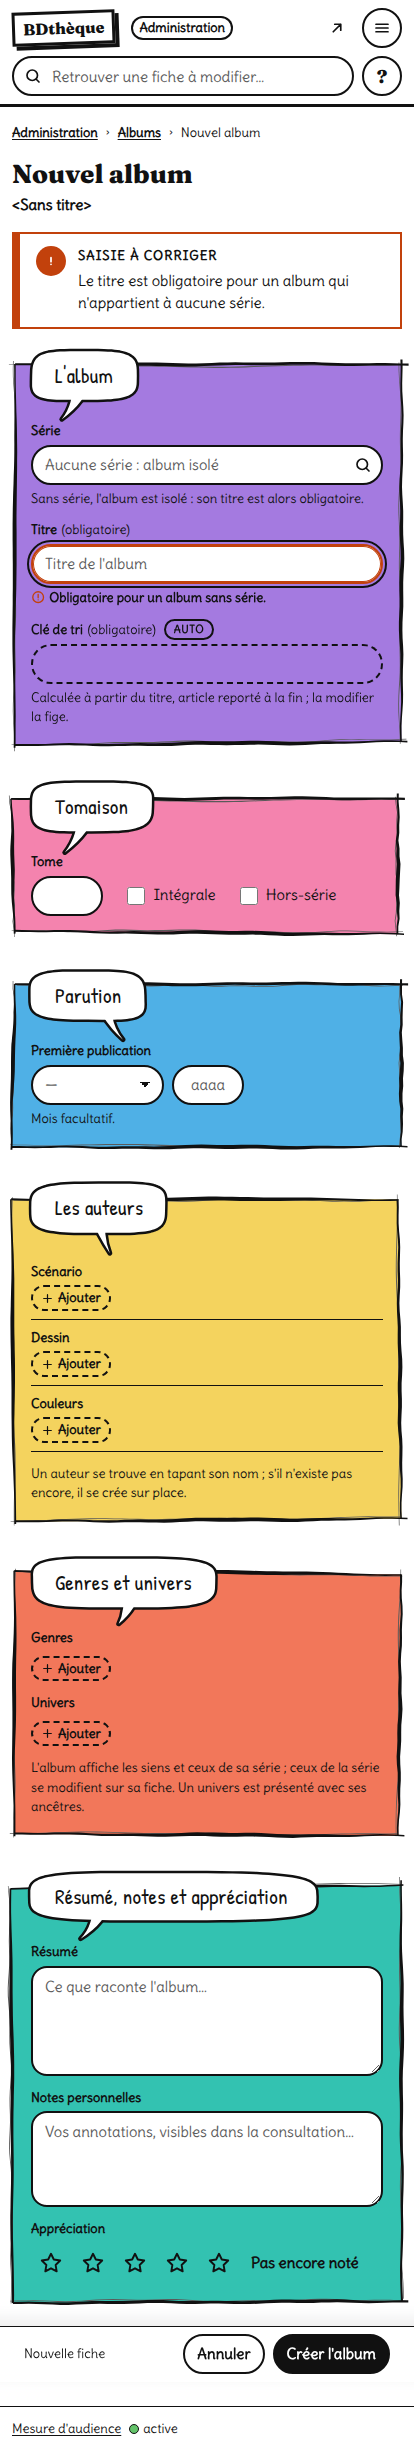 BDthèque
Administration
Retrouver une fiche à modifier...
?
Administration › Albums › Nouvel album
Nouvel album
<Sans titre>
SAISIE À CORRIGER
Le titre est obligatoire pour un album qui
n'appartient à aucune série.
L'album
Série
Aucune série : album isolé
Sans série, l'album est isolé : son titre est alors obligatoire.
Titre (obligatoire)
Titre de l'album
Obligatoire pour un album sans série.
Clé de tri (obligatoire) AUTO
Calculée à partir du titre, article reporté à la fin ; la modifier
la fige.
Tomaison
Tome
Intégrale
Hors-série
Parution
Première publication
—
aaaa
Mois facultatif.
Les auteurs
Scénario
+ Ajouter
Dessin
+ Ajouter
Couleurs
+ Ajouter
Un auteur se trouve en tapant son nom ; s'il n'existe pas
encore, il se crée sur place.
Genres et univers
Genres
+ Ajouter
Univers
+ Ajouter
L'album affiche les siens et ceux de sa série ; ceux de la série
se modifient sur sa fiche. Un univers est présenté avec ses
ancêtres.
Résumé, notes et appréciation
Résumé
Ce que raconte l'album...
Notes personnelles
Vos annotations, visibles dans la consultation...
Appréciation
Pas encore noté
Nouvelle fiche
Annuler
Créer l'album
Mesure d'audience active